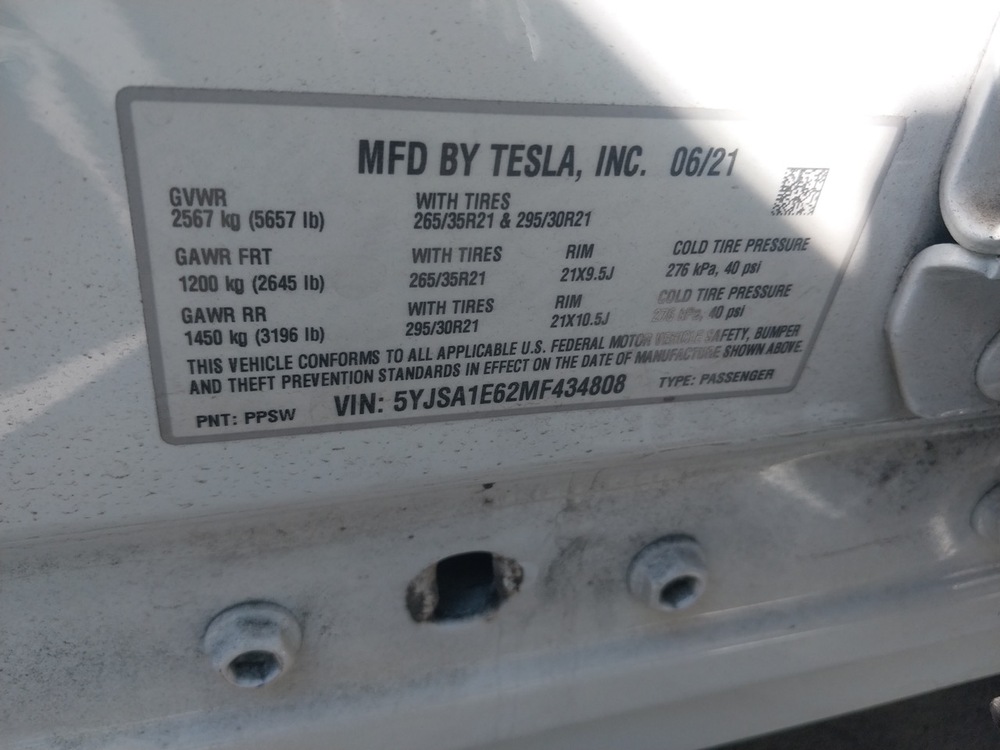 MFD BY TESLA, INC. 06/21
GVWR WITH TIRES
2567 kg (5657 lb) 265/35R21 & 295/30R21
GAWR FRT WITH TIRES RIM COLD TIRE PRESSURE
1200 kg (2645 lb) 265/35R21 21X9.5J 276 kPa, 40 psi
GAWR RR WITH TIRES RIM COLD TIRE PRESSURE
1450 kg (3196 lb) 295/30R21 21X10.5J 276 kPa, 40 psi
THIS VEHICLE CONFORMS TO ALL APPLICABLE U.S. FEDERAL MOTOR VEHICLE SAFETY, BUMPER
AND THEFT PREVENTION STANDARDS IN EFFECT ON THE DATE OF MANUFACTURE SHOWN ABOVE.
PNT: PPSW VIN: 5YJSA1E62MF434808 TYPE: PASSENGER